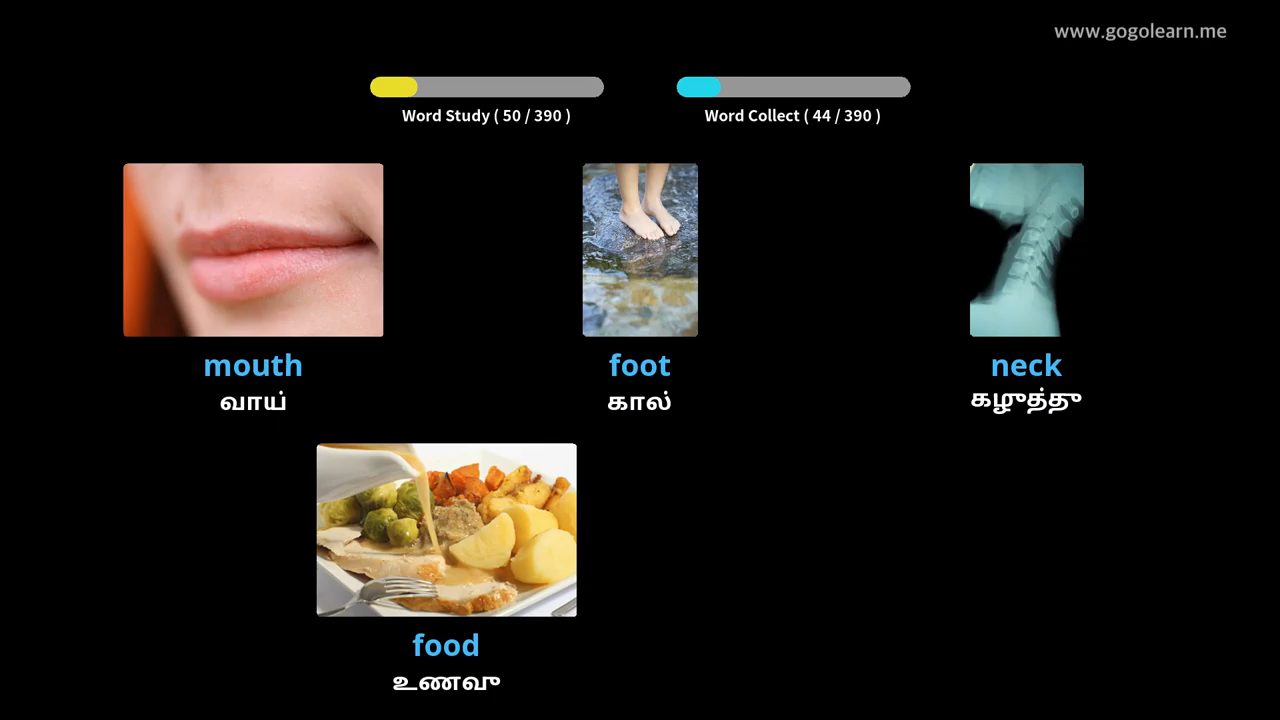 www.gogolearn.me
Word Study ( 50 / 390 )
Word Collect ( 44 / 390 )
mouth
வாய்
foot
கால்
neck
கழுத்து
food
உணவு